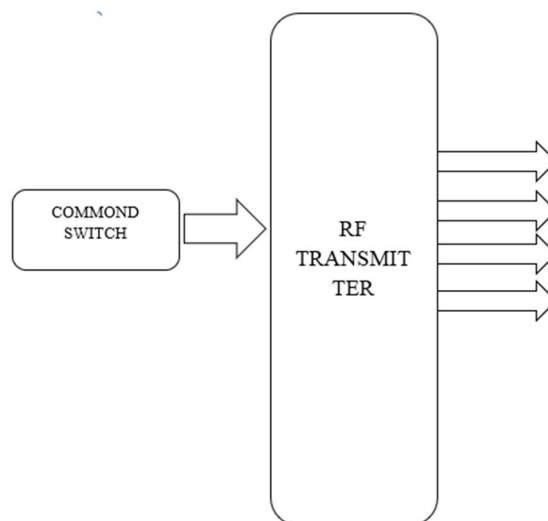 COMMOND
SWITCH
RF
TRANSMIT
TER